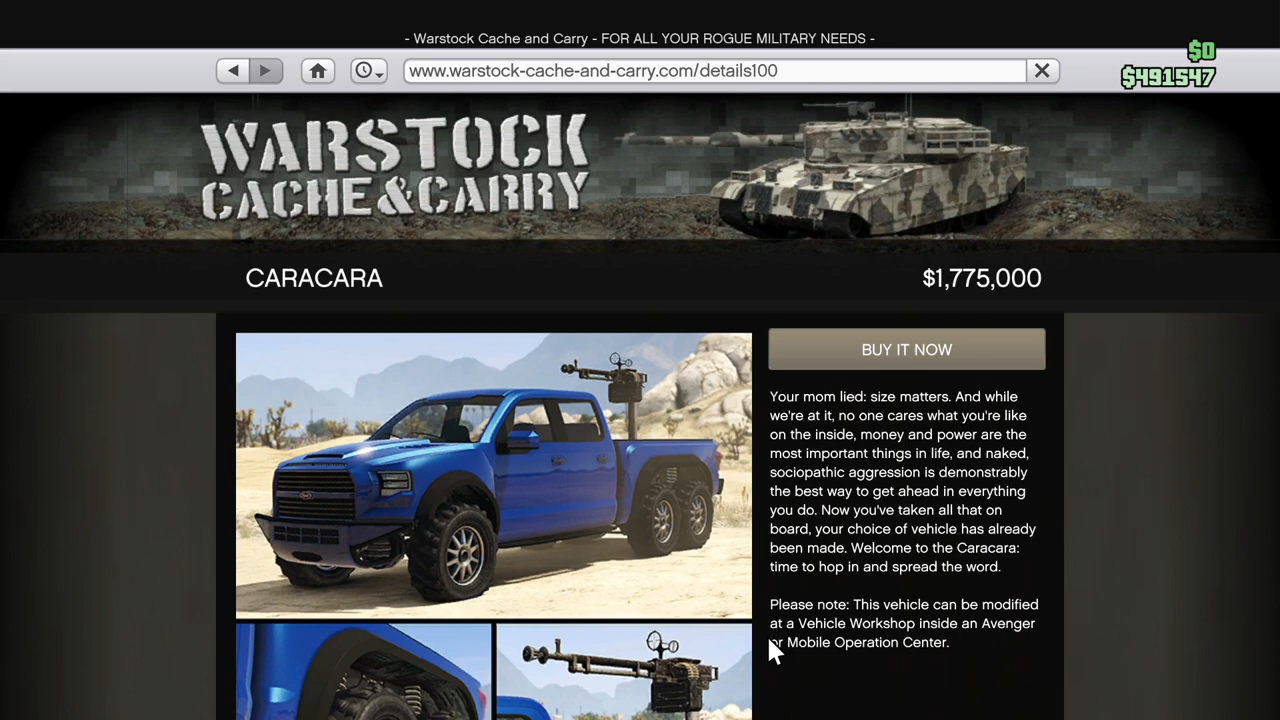 - Warstock Cache and Carry - FOR ALL YOUR ROGUE MILITARY NEEDS -
$0
www.warstock-cache-and-carry.com/details100
$491547
WARSTOCK
CACHE&CARRY
CARACARA
$1,775,000
BUY IT NOW
Your mom lied: size matters. And while
we're at it, no one cares what you're like
on the inside, money and power are the
most important things in life, and naked,
sociopathic aggression is demonstrably
the best way to get ahead in everything
you do. Now you've taken all that on
board, your choice of vehicle has already
been made. Welcome to the Caracara:
time to hop in and spread the word.
Please note: This vehicle can be modified
at a Vehicle Workshop inside an Avenger
or Mobile Operation Center.